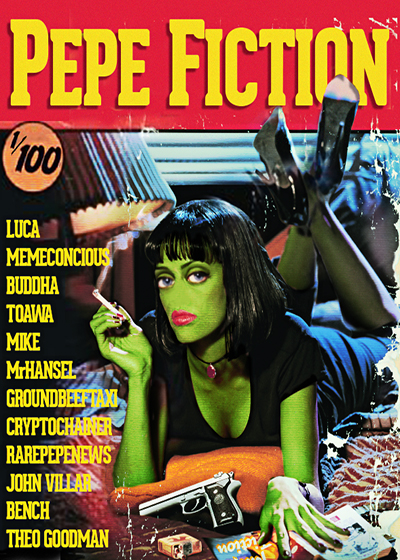 PEPE FICTION
1/100
LUCA
MEMECONCIOUS
BUDDHA
TOAWA
MIKE
MRHANSEL
GROUNDBEEFTAXI
CRYPTOCHAINER
RAREPEPENEWS
JOHN VILLAR
BENCH
THEO GOODMAN